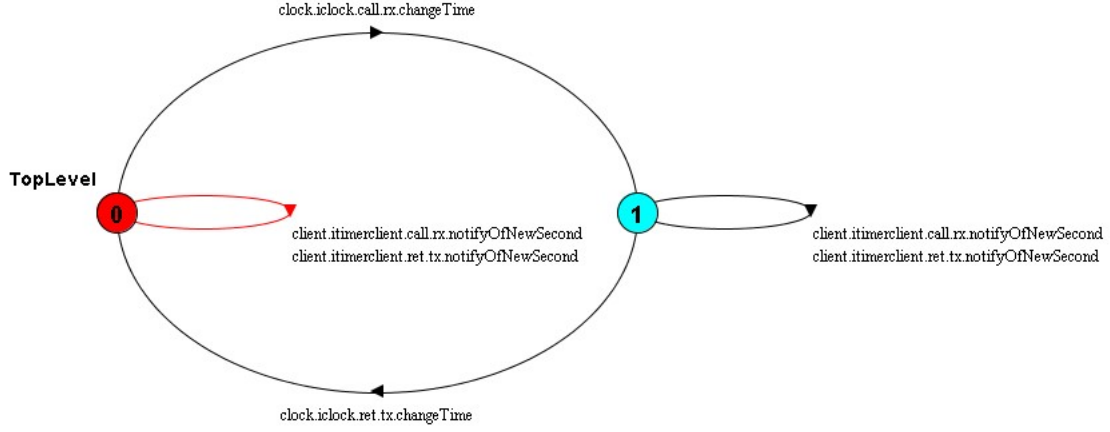 clock.iclock.call.rx.changeTime
TopLevel
0
1
client.itimerclient.call.rx.notifyOfNewSecond
client.itimerclient.ret.tx.notifyOfNewSecond
client.itimerclient.call.rx.notifyOfNewSecond
client.itimerclient.ret.tx.notifyOfNewSecond
clock.iclock.ret.tx.changeTime